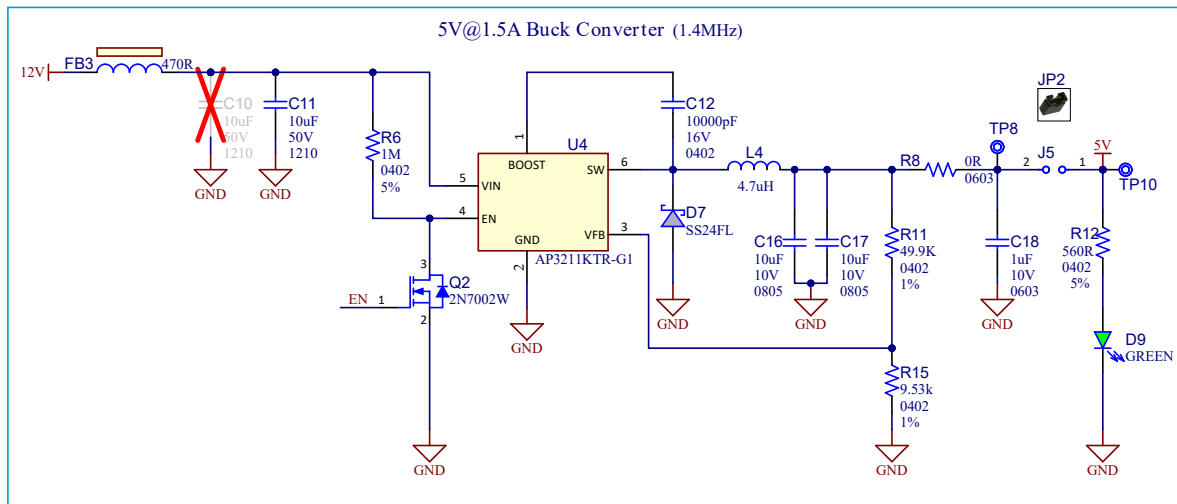 5V@1.5A Buck Converter (1.4MHz)
12V
FB3
470R
C10
10uF
50V
1210
GND
C11
10uF
50V
1210
GND
R6
1M
0402
5%
U4
1
BOOST
5
VIN
4
EN
GND
2
SW
6
VFB
3
AP3211KTR-G1
GND
EN
1
3
Q2
2N7002W
2
GND
C12
10000pF
16V
0402
L4
4.7uH
D7
SS24FL
GND
C16
10uF
10V
0805
C17
10uF
10V
0805
GND
R11
49.9K
0402
1%
R15
9.53k
0402
1%
GND
R8
0R
0603
TP8
C18
1uF
10V
0603
GND
JP2
2
J5
1
5V
TP10
R12
560R
0402
5%
D9
GREEN
GND